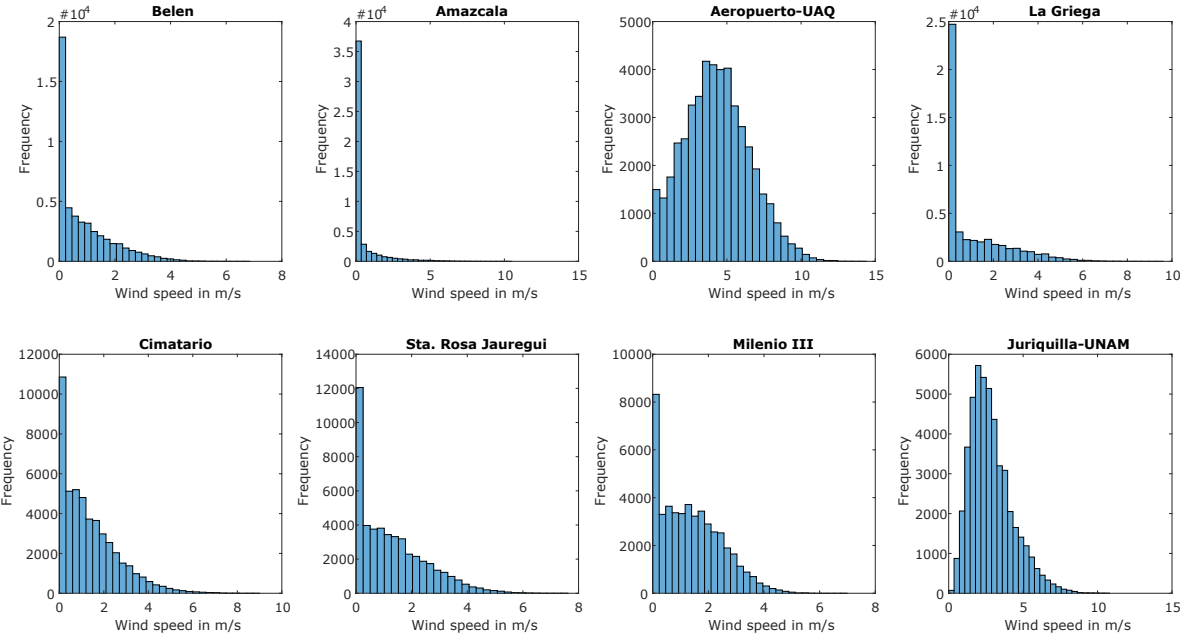 Belen
#10^4
2
1.5
1
0.5
0
Frequency
0 2 4 6 8
Wind speed in m/s
Amazcala
#10^4
4
3.5
3
2.5
2
1.5
1
0.5
0
Frequency
0 5 10 15
Wind speed in m/s
Aeropuerto-UAQ
5000
4000
3000
2000
1000
0
Frequency
0 5 10 15
Wind speed in m/s
La Griega
#10^4
2.5
2
1.5
1
0.5
0
Frequency
0 2 4 6 8 10
Wind speed in m/s
Cimatario
12000
10000
8000
6000
4000
2000
0
Frequency
0 2 4 6 8 10
Wind speed in m/s
Sta. Rosa Jauregui
14000
12000
10000
8000
6000
4000
2000
0
Frequency
0 2 4 6 8
Wind speed in m/s
Milenio III
10000
8000
6000
4000
2000
0
Frequency
0 2 4 6 8
Wind speed in m/s
Juriquilla-UNAM
6000
5000
4000
3000
2000
1000
0
Frequency
0 5 10 15
Wind speed in m/s